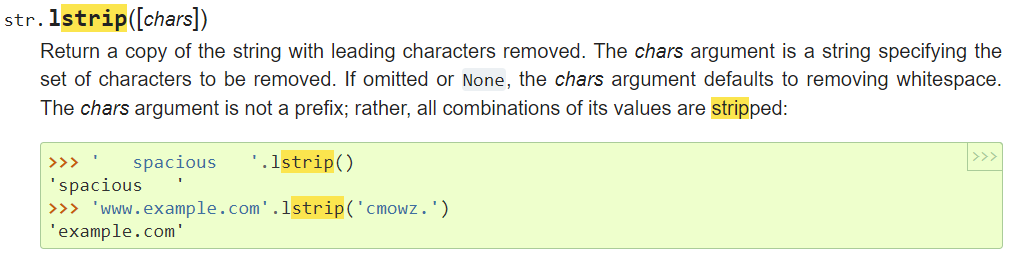 str.lstrip([chars])
Return a copy of the string with leading characters removed. The chars argument is a string specifying the
set of characters to be removed. If omitted or None, the chars argument defaults to removing whitespace.
The chars argument is not a prefix; rather, all combinations of its values are stripped:
>>> '   spacious   '.lstrip()
>>>
'spacious   '
>>> 'www.example.com'.lstrip('cmowz.')
'example.com'